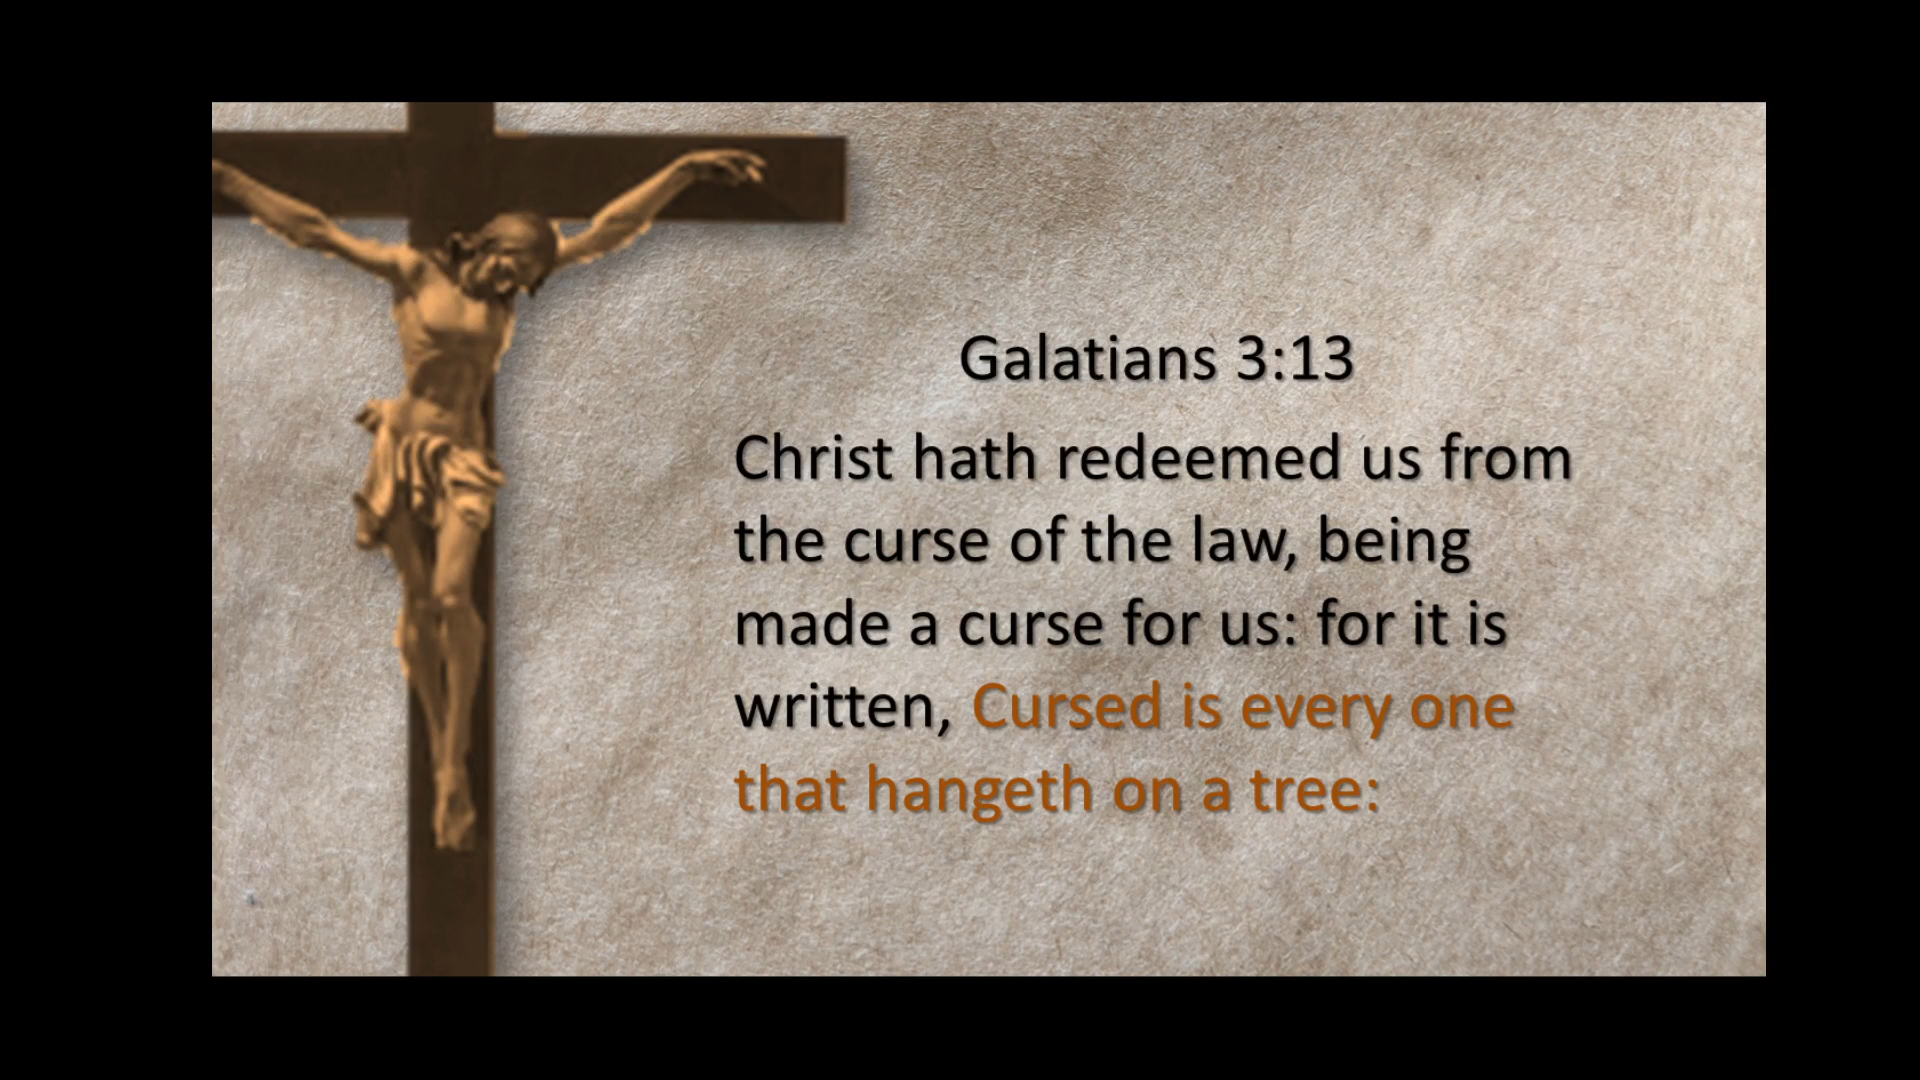 Galatians 3:13
Christ hath redeemed us from
the curse of the law, being
made a curse for us: for it is
written, Cursed is every one
that hangeth on a tree: